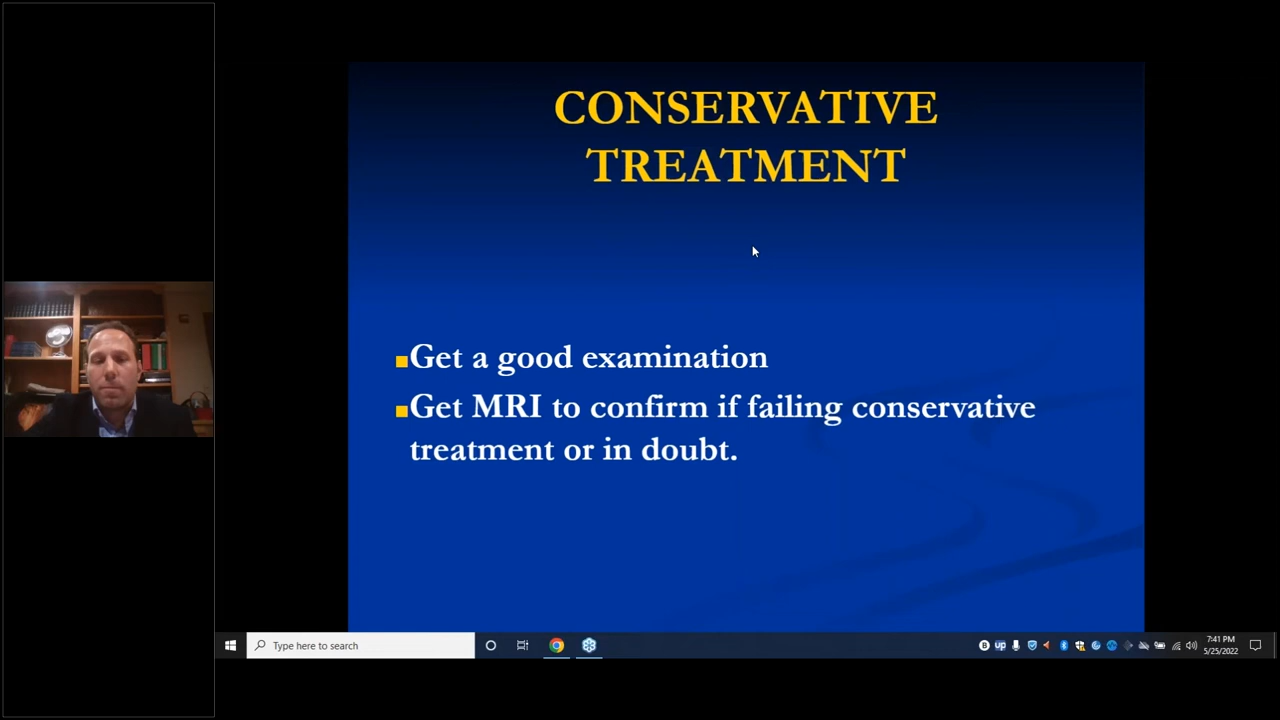 CONSERVATIVE
TREATMENT
Get a good examination
Get MRI to confirm if failing conservative
treatment or in doubt.
Type here to search
B
up
7:41 PM
5/25/2022